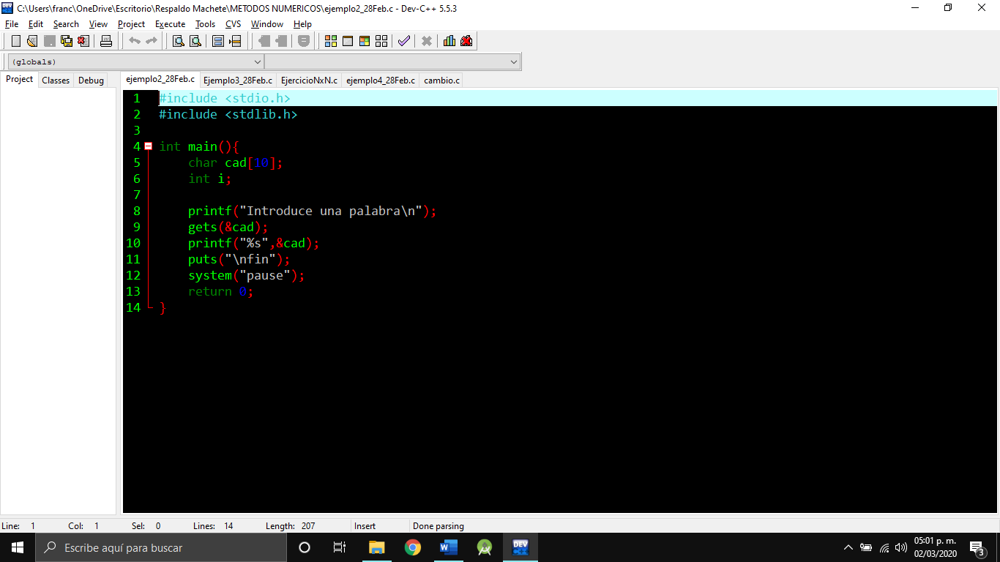 C:\Users\franc\OneDrive\Escritorio\Respaldo Machete\METODOS NUMERICOS\ejemplo2_28Feb.c - Dev-C++ 5.5.3
File Edit Search View Project Execute Tools CVS Window Help
(globals)
Project Classes Debug ejemplo2_28Feb.c Ejemplo3_28Feb.c EjercicioNxN.c ejemplo4_28Feb.c cambio.c
1 #include <stdio.h>
2 #include <stdlib.h>
3
4 int main(){
5 char cad[10];
6 int i;
7
8 printf("Introduce una palabra\n");
9 gets(&cad);
10 printf("%s",&cad);
11 puts("\nfin");
12 system("pause");
13 return 0;
14 }
Line: 1 Col: 1 Sel: 0 Lines: 14 Length: 207 Insert Done parsing
Escribe aquí para buscar
DEV C++
05:01 p. m.
02/03/2020
3